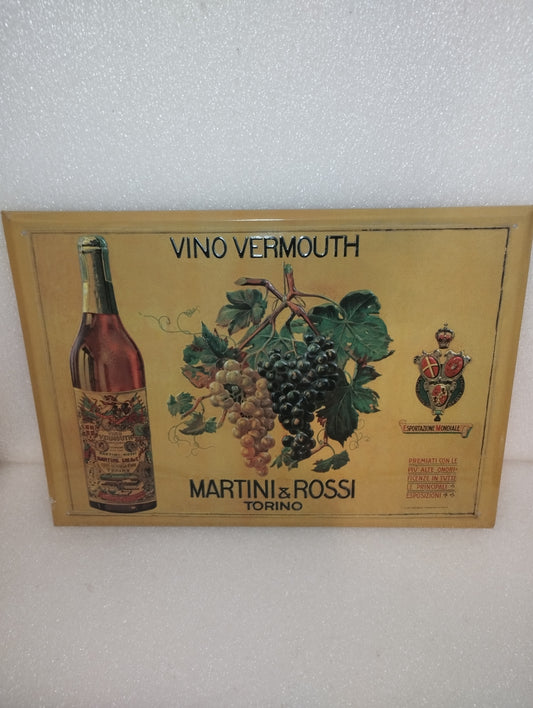 VINO VERMOUTH
VERMOUTH
MARTINI & ROSSI
TORINO
ESPORTAZIONE MONDIALE
PREMIATI CON LE
PIU' ALTE ONORI-
FICENZE IN TUTTE
LE PRINCIPALI
ESPOSIZIONI